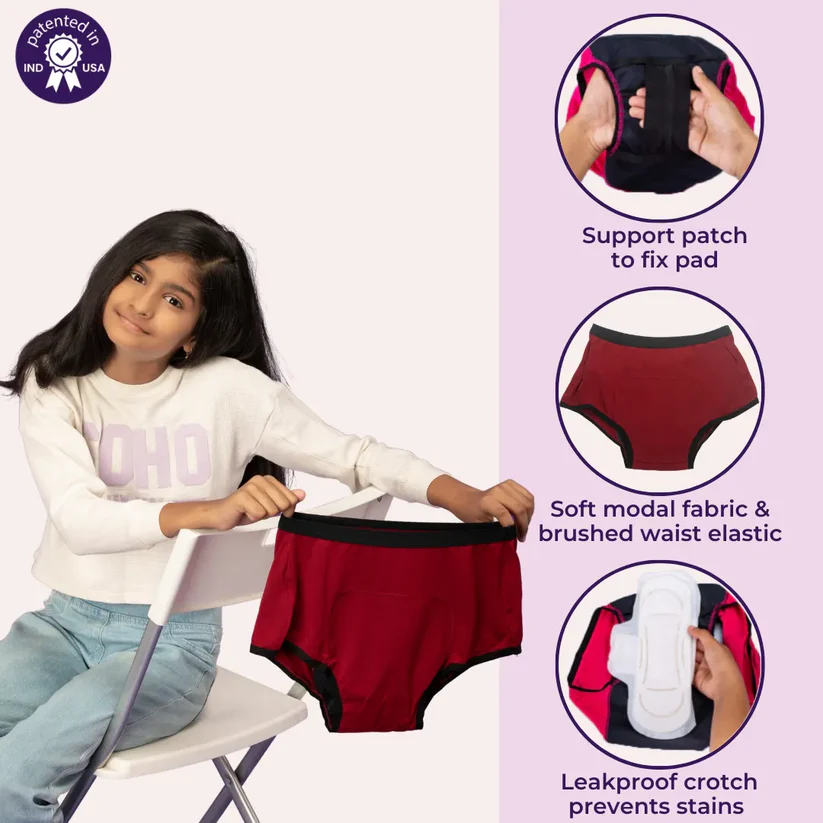 patented in
IND USA
OHO
Support patch
to fix pad
Soft modal fabric &
brushed waist elastic
Leakproof crotch
prevents stains